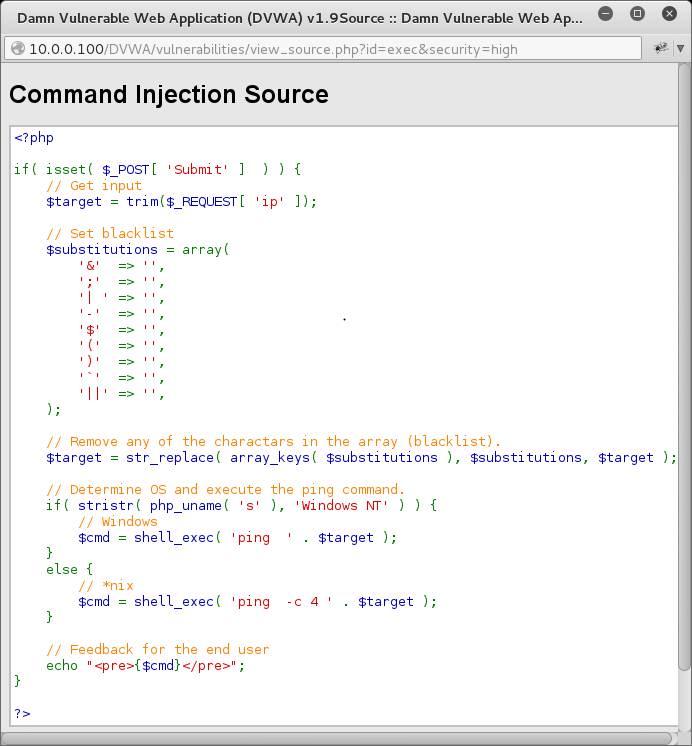 Damn Vulnerable Web Application (DVWA) v1.9Source :: Damn Vulnerable Web Ap...
10.0.0.100/DVWA/vulnerabilities/view_source.php?id=exec&security=high
Command Injection Source
<?php
if( isset( $_POST[ 'Submit' ]  ) ) {
    // Get input
    $target = trim($_REQUEST[ 'ip' ]);
    // Set blacklist
    $substitutions = array(
        '&'  => '',
        ';'  => '',
        '| ' => '',
        '-'  => '',
        '$'  => '',
        '('  => '',
        ')'  => '',
        '`'  => '',
        '||' => '',
    );
    // Remove any of the charactars in the array (blacklist).
    $target = str_replace( array_keys( $substitutions ), $substitutions, $target );
    // Determine OS and execute the ping command.
    if( stristr( php_uname( 's' ), 'Windows NT' ) ) {
        // Windows
        $cmd = shell_exec( 'ping  ' . $target );
    }
    else {
        // *nix
        $cmd = shell_exec( 'ping  -c 4 ' . $target );
    }
    // Feedback for the end user
    echo "<pre>{$cmd}</pre>";
}
?>